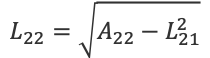 L₂₂ = √(A₂₂ − L₂₁²)